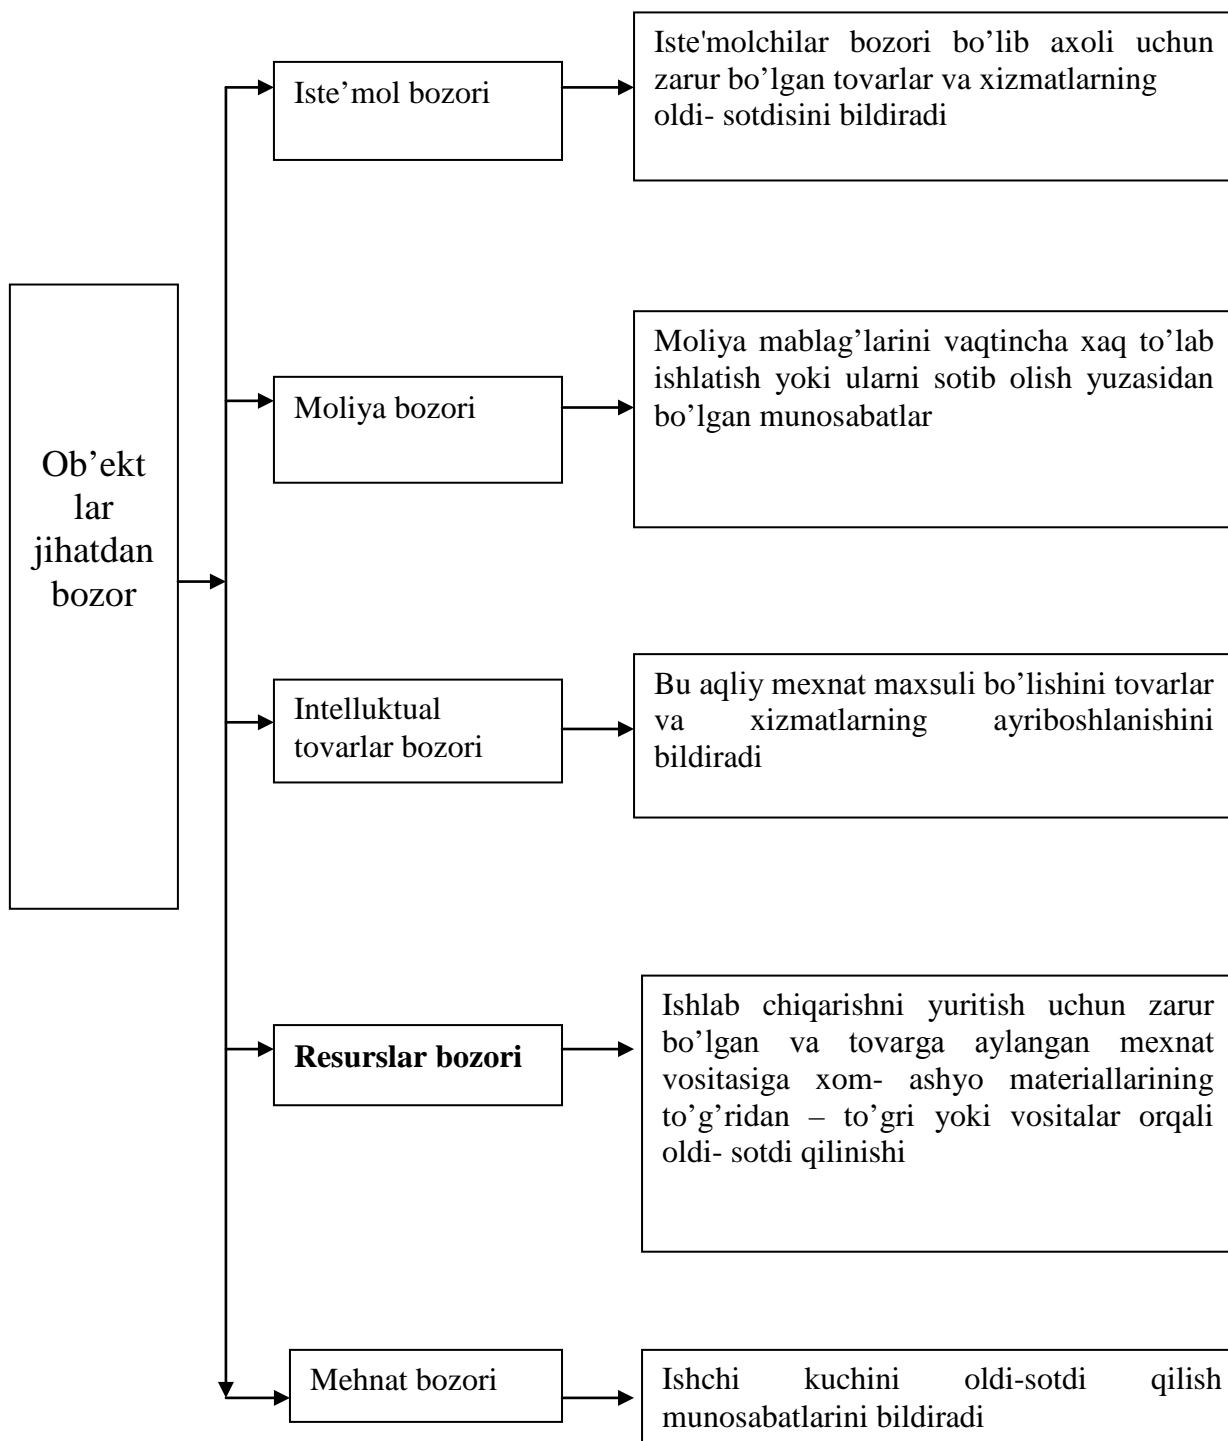 Iste'molchilar bozori bo’lib axoli uchun
zarur bo’lgan tovarlar va xizmatlarning
oldi- sotdisini bildiradi
Iste’mol bozori
Moliya mablag’larini vaqtincha xaq to’lab
ishlatish yoki ularni sotib olish yuzasidan
bo’lgan munosabatlar
Moliya bozori
Ob’ekt
lar
jihatdan
bozor
Intelluktual
tovarlar bozori
Bu aqliy mexnat maxsuli bo’lishini tovarlar
va xizmatlarning ayriboshlanishini
bildiradi
Resurslar bozori
Ishlab chiqarishni yuritish uchun zarur
bo’lgan va tovarga aylangan mexnat
vositasiga xom- ashyo materiallarining
to’g’ridan – to’gri yoki vositalar orqali
oldi- sotdi qilinishi
Mehnat bozori
Ishchi kuchini oldi-sotdi qilish
munosabatlarini bildiradi